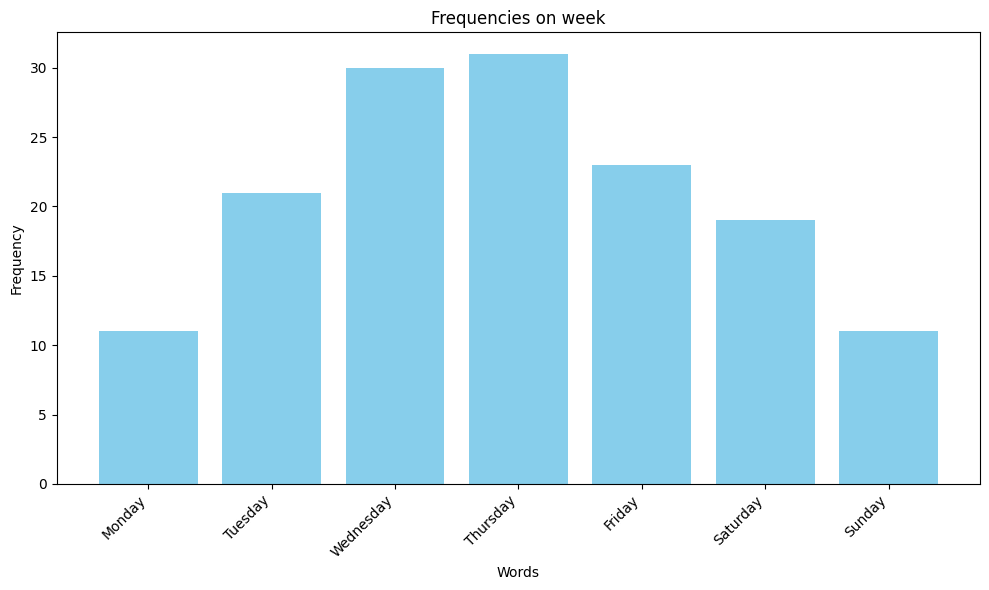 Frequencies on week
Frequency
30
25
20
15
10
5
0
Monday
Tuesday
Wednesday
Thursday
Friday
Saturday
Sunday
Words